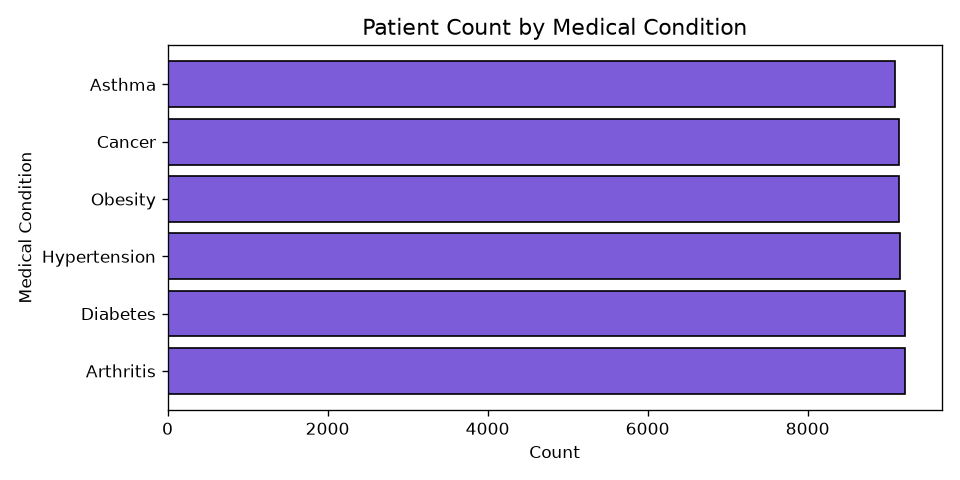 Patient Count by Medical Condition
Medical Condition
Asthma
Cancer
Obesity
Hypertension
Diabetes
Arthritis
0 2000 4000 6000 8000
Count